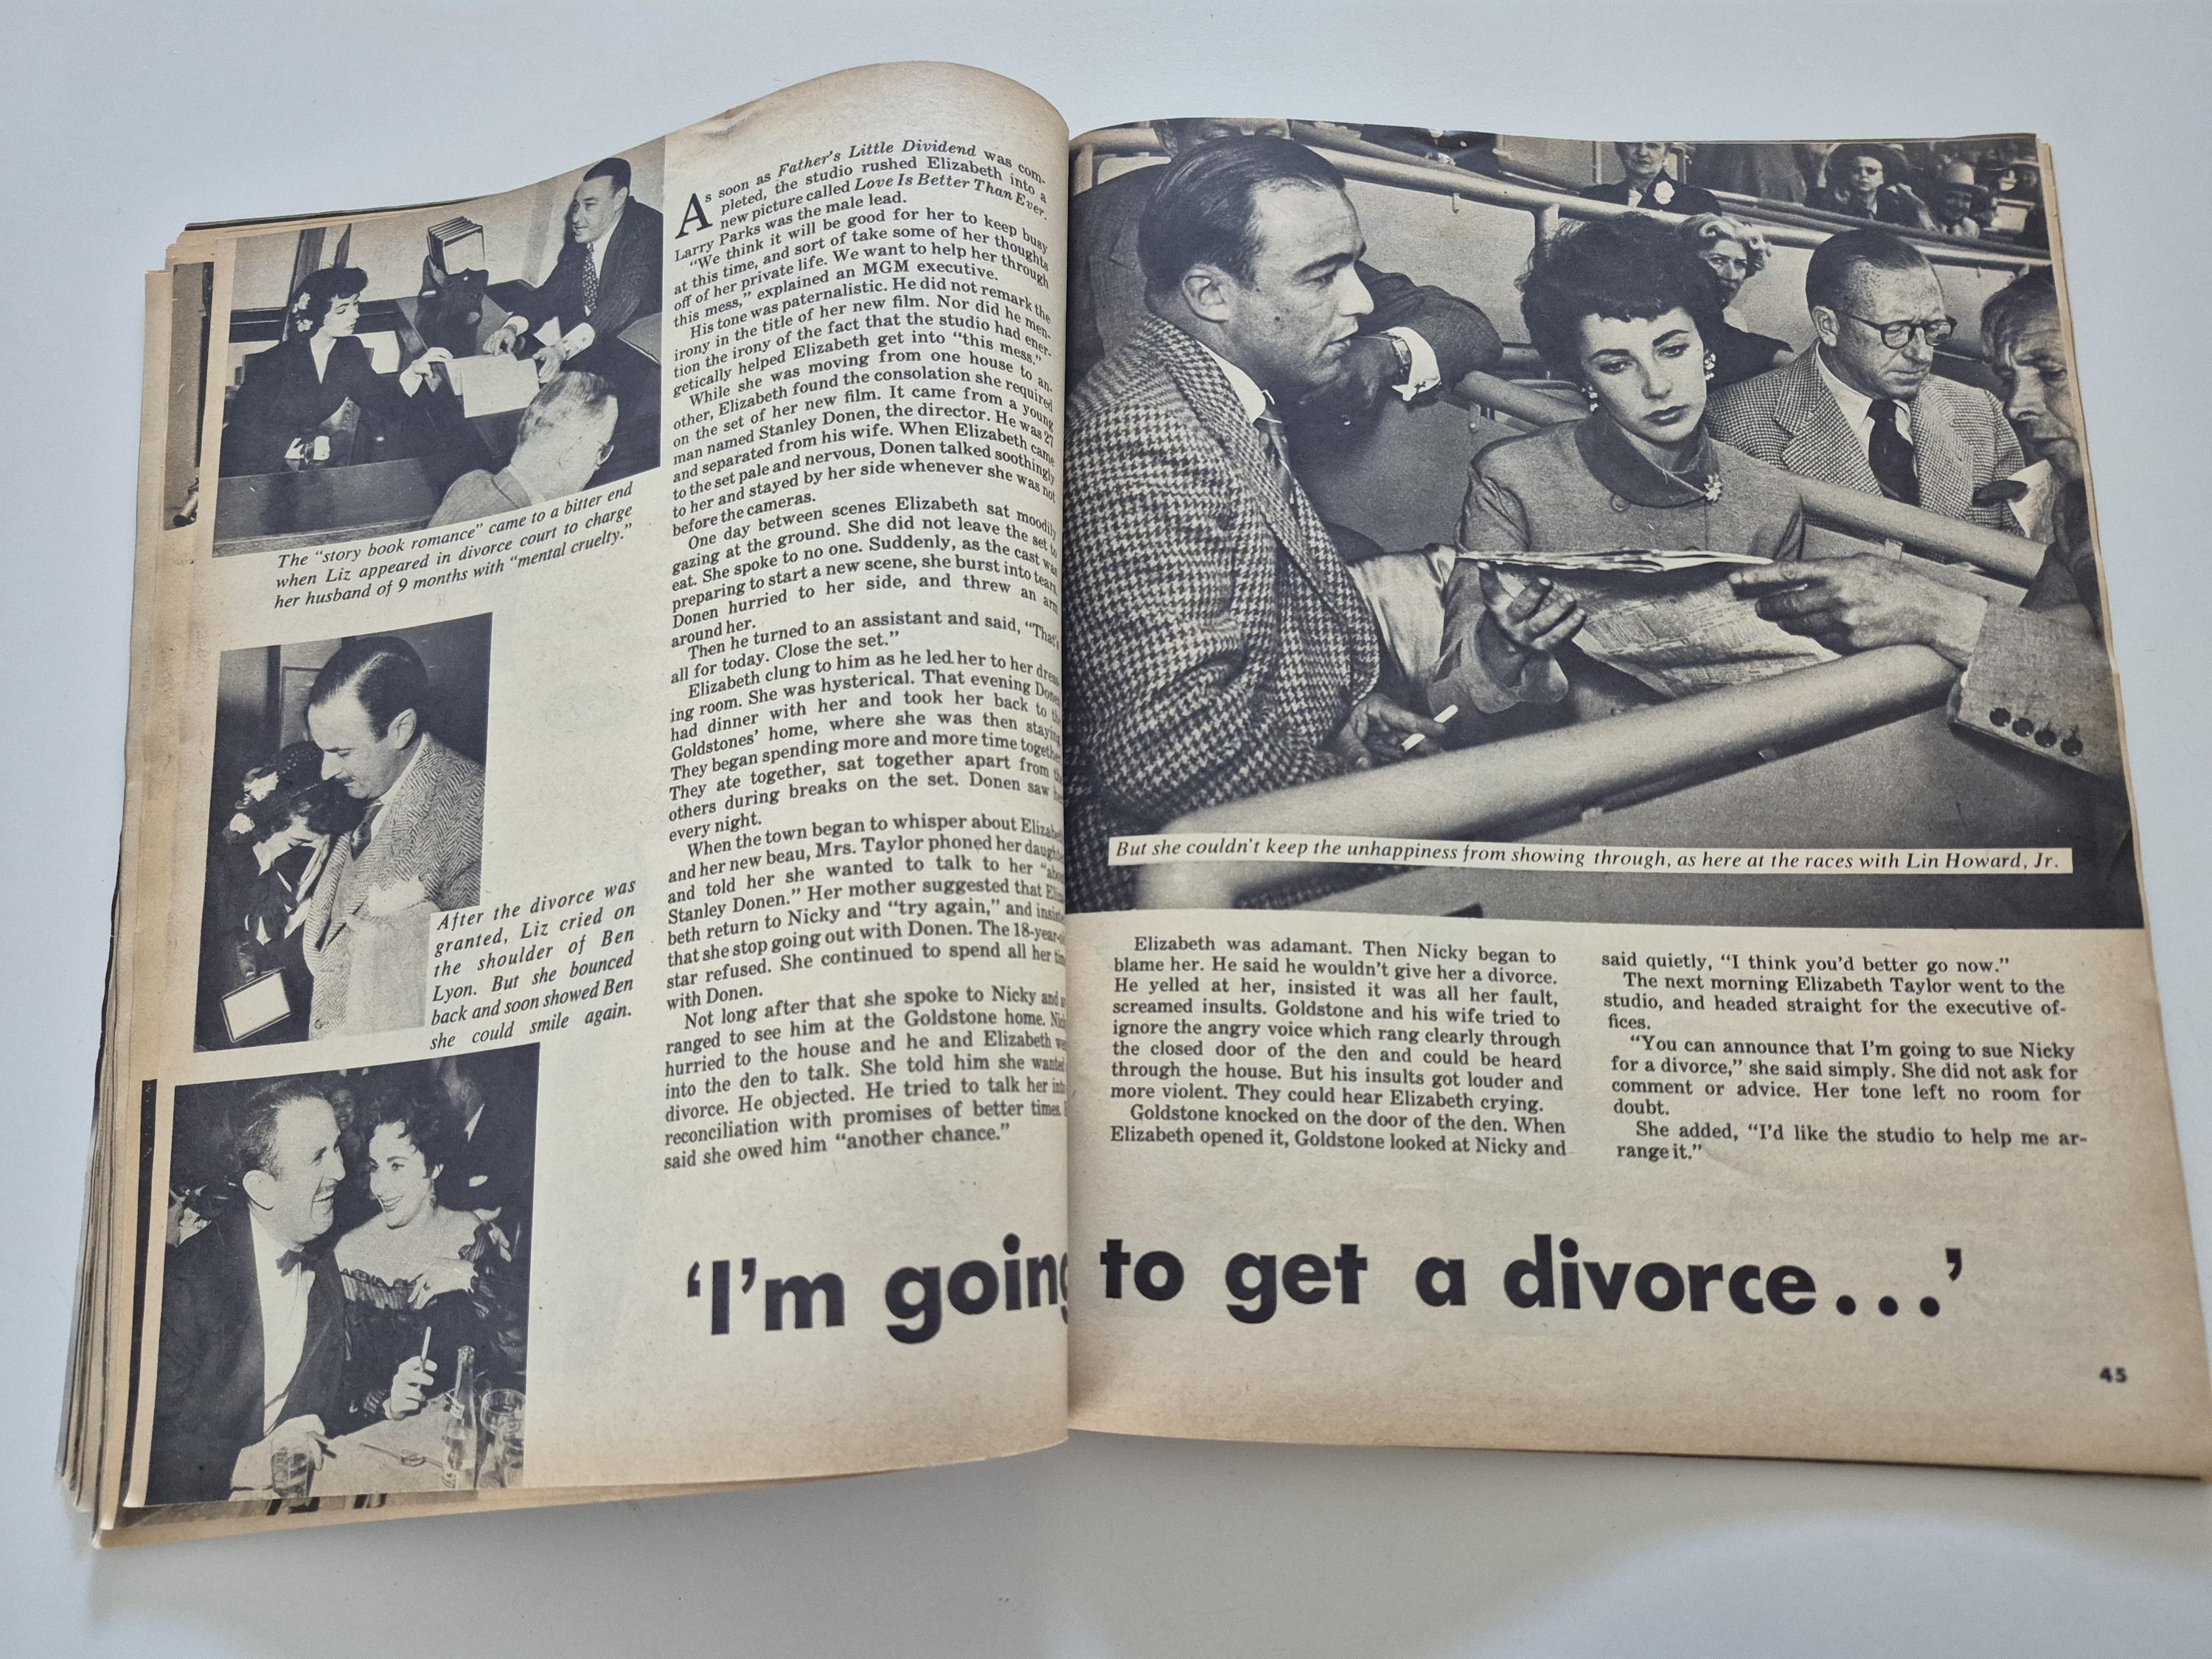 The “story book romance” came to a bitter end
when Liz appeared in divorce court to charge
her husband of 9 months with “mental cruelty.”
After the divorce was
granted, Liz cried on
the shoulder of Ben
Lyon. But she bounced
back and soon showed Ben
she could smile again.
As soon as Father’s Little Dividend was com-
pleted, the studio rushed Elizabeth into a
new picture called Love Is Better Than Ever.
Larry Parks was the male lead.
“We think it will be good for her to keep busy
at this time, and sort of take some of her thoughts
off of her private life. We want to help her through
this mess,” explained an MGM executive.
His tone was paternalistic. He did not remark the
irony in the title of her new film. Nor did he men-
tion the irony of the fact that the studio had ener-
getically helped Elizabeth get into “this mess.”
While she was moving from one house to an-
other, Elizabeth found the consolation she required
on the set of her new film. It came from a young
man named Stanley Donen, the director. He was 27
and separated from his wife. When Elizabeth came
to the set pale and nervous, Donen talked soothingly
to her and stayed by her side whenever she was not
before the cameras.
One day between scenes Elizabeth sat moodily
gazing at the ground. She did not leave the set to
eat. She spoke to no one. Suddenly, as the cast was
preparing to start a new scene, she burst into tears.
Donen hurried to her side, and threw an arm
around her.
Then he turned to an assistant and said, “That’s
all for today. Close the set.”
Elizabeth clung to him as he led her to her dress-
ing room. She was hysterical. That evening Donen
had dinner with her and took her back to the
Goldstones’ home, where she was then staying.
They began spending more and more time together.
They ate together, sat together apart from the
others during breaks on the set. Donen saw her
every night.
When the town began to whisper about Elizabeth
and her new beau, Mrs. Taylor phoned her daughter
and told her she wanted to talk to her “about
Stanley Donen.” Her mother suggested that Eliza-
beth return to Nicky and “try again,” and insisted
that she stop going out with Donen. The 18-year-old
star refused. She continued to spend all her time
with Donen.
Not long after that she spoke to Nicky and ar-
ranged to see him at the Goldstone home. Nicky
hurried to the house and he and Elizabeth went
into the den to talk. She told him she wanted a
divorce. He objected. He tried to talk her into
reconciliation with promises of better times. He
said she owed him “another chance.”
But she couldn’t keep the unhappiness from showing through, as here at the races with Lin Howard, Jr.
Elizabeth was adamant. Then Nicky began to
blame her. He said he wouldn’t give her a divorce.
He yelled at her, insisted it was all her fault,
screamed insults. Goldstone and his wife tried to
ignore the angry voice which rang clearly through
the closed door of the den and could be heard
through the house. But his insults got louder and
more violent. They could hear Elizabeth crying.
Goldstone knocked on the door of the den. When
Elizabeth opened it, Goldstone looked at Nicky and
said quietly, “I think you’d better go now.”
The next morning Elizabeth Taylor went to the
studio, and headed straight for the executive of-
fices.
“You can announce that I’m going to sue Nicky
for a divorce,” she said simply. She did not ask for
comment or advice. Her tone left no room for
doubt.
She added, “I’d like the studio to help me ar-
range it.”
‘I’m going to get a divorce...’
45